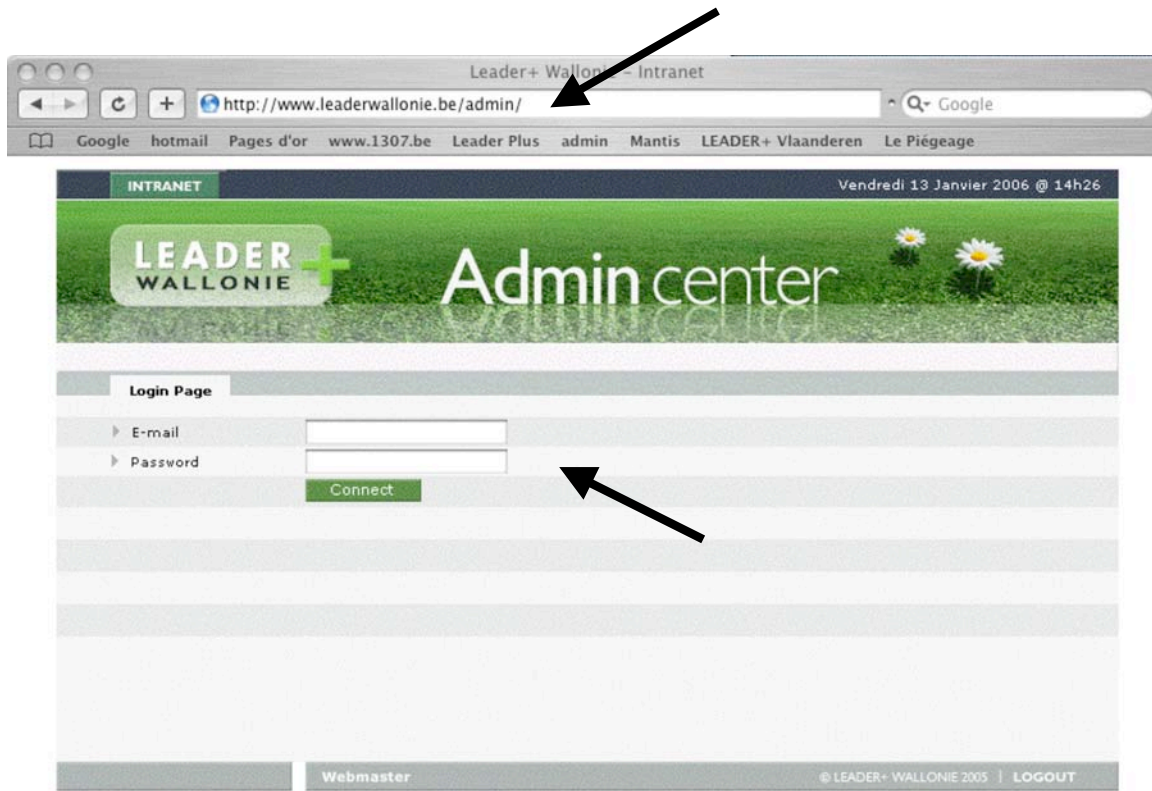 Leader+ Wallonie – Intranet
http://www.leaderwallonie.be/admin/
Google
Google hotmail Pages d'or www.1307.be Leader Plus admin Mantis LEADER+ Vlaanderen Le Piégeage
INTRANET Vendredi 13 Janvier 2006 @ 14h26
LEADER +
WALLONIE
Admin center
Login Page
E-mail
Password
Connect
Webmaster © LEADER+ WALLONIE 2005 | LOGOUT